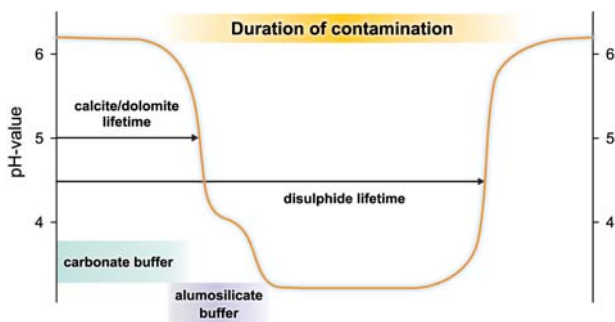 Duration of contamination
6
6
calcite/dolomite
lifetime
pH-value
5
5
disulphide lifetime
4
4
carbonate buffer
alumosilicate
buffer